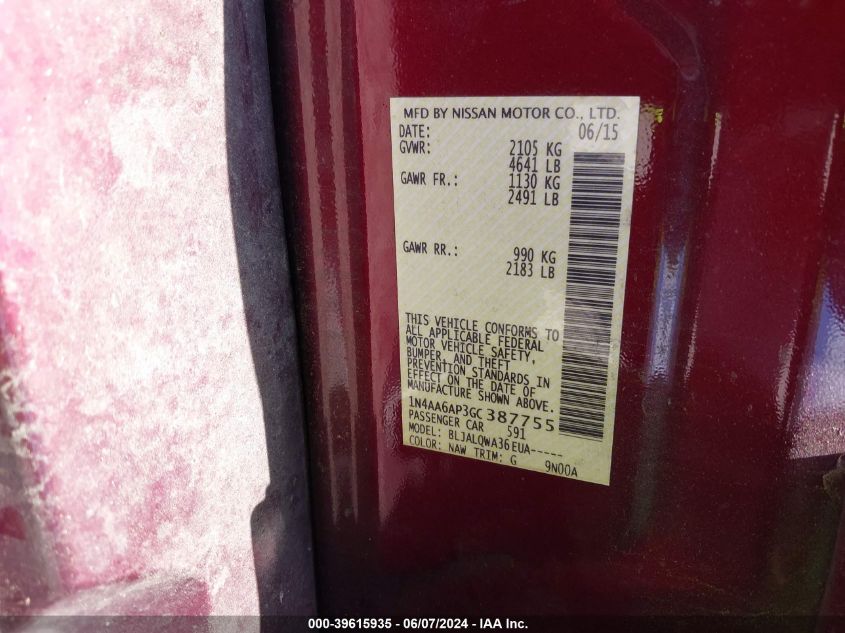 MFD BY NISSAN MOTOR CO., LTD.
DATE: 06/15
GVWR: 2105 KG
4641 LB
GAWR FR.: 1130 KG
2491 LB
GAWR RR.: 990 KG
2183 LB
THIS VEHICLE CONFORMS TO
ALL APPLICABLE FEDERAL
MOTOR VEHICLE SAFETY,
BUMPER, AND THEFT
PREVENTION STANDARDS IN
EFFECT ON THE DATE OF
MANUFACTURE SHOWN ABOVE.
1N4AA6AP3GC387755
PASSENGER CAR 591
MODEL: BLJALQWA36EUA-----
COLOR: NAW TRIM: G 9N00A
000-39615935 - 06/07/2024 - IAA Inc.